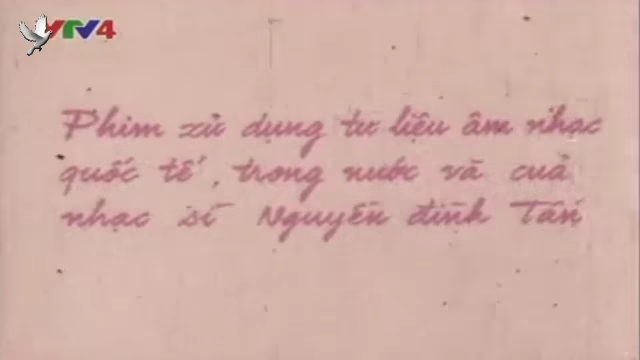 VTV4
Phim xử dụng tư liệu âm nhạc
quốc tế, trong nước và của
nhạc sĩ Nguyễn đình Tấn